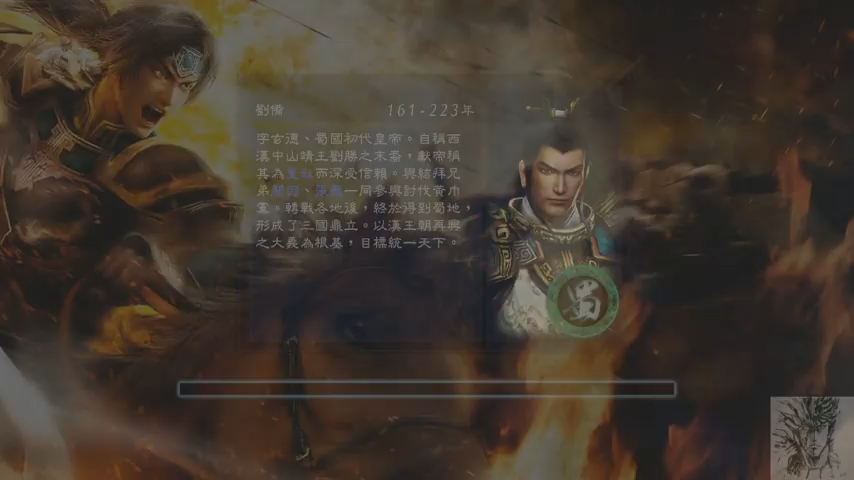 劉備
161-223年
字玄德、蜀國初代皇帝。自稱西
漢中山靖王劉勝之末裔，獻帝稱
其為皇叔而深受信賴。與結拜兄
弟關羽、張飛一同參與討伐黃巾
黨。轉戰各地後，終於得到蜀地，
形成了三國鼎立。以漢王朝再興
之大義為根基，目標統一天下。
蜀